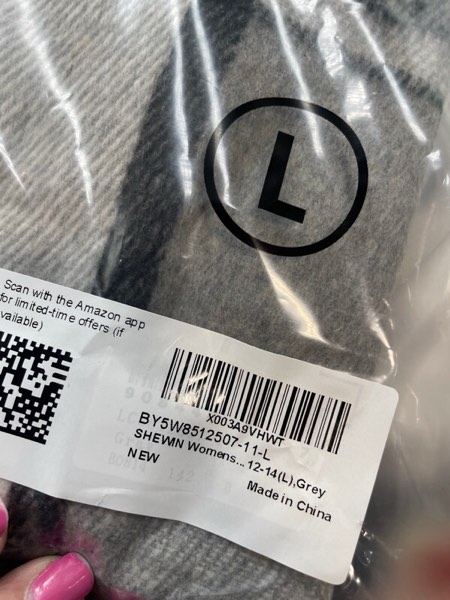 L
Scan with the Amazon app
for limited-time offers (if
vailable)
X003A9VHWT
BY5W8512507-11-L
SHEWIN Womens... 12-14(L),Grey
NEW
Made in China